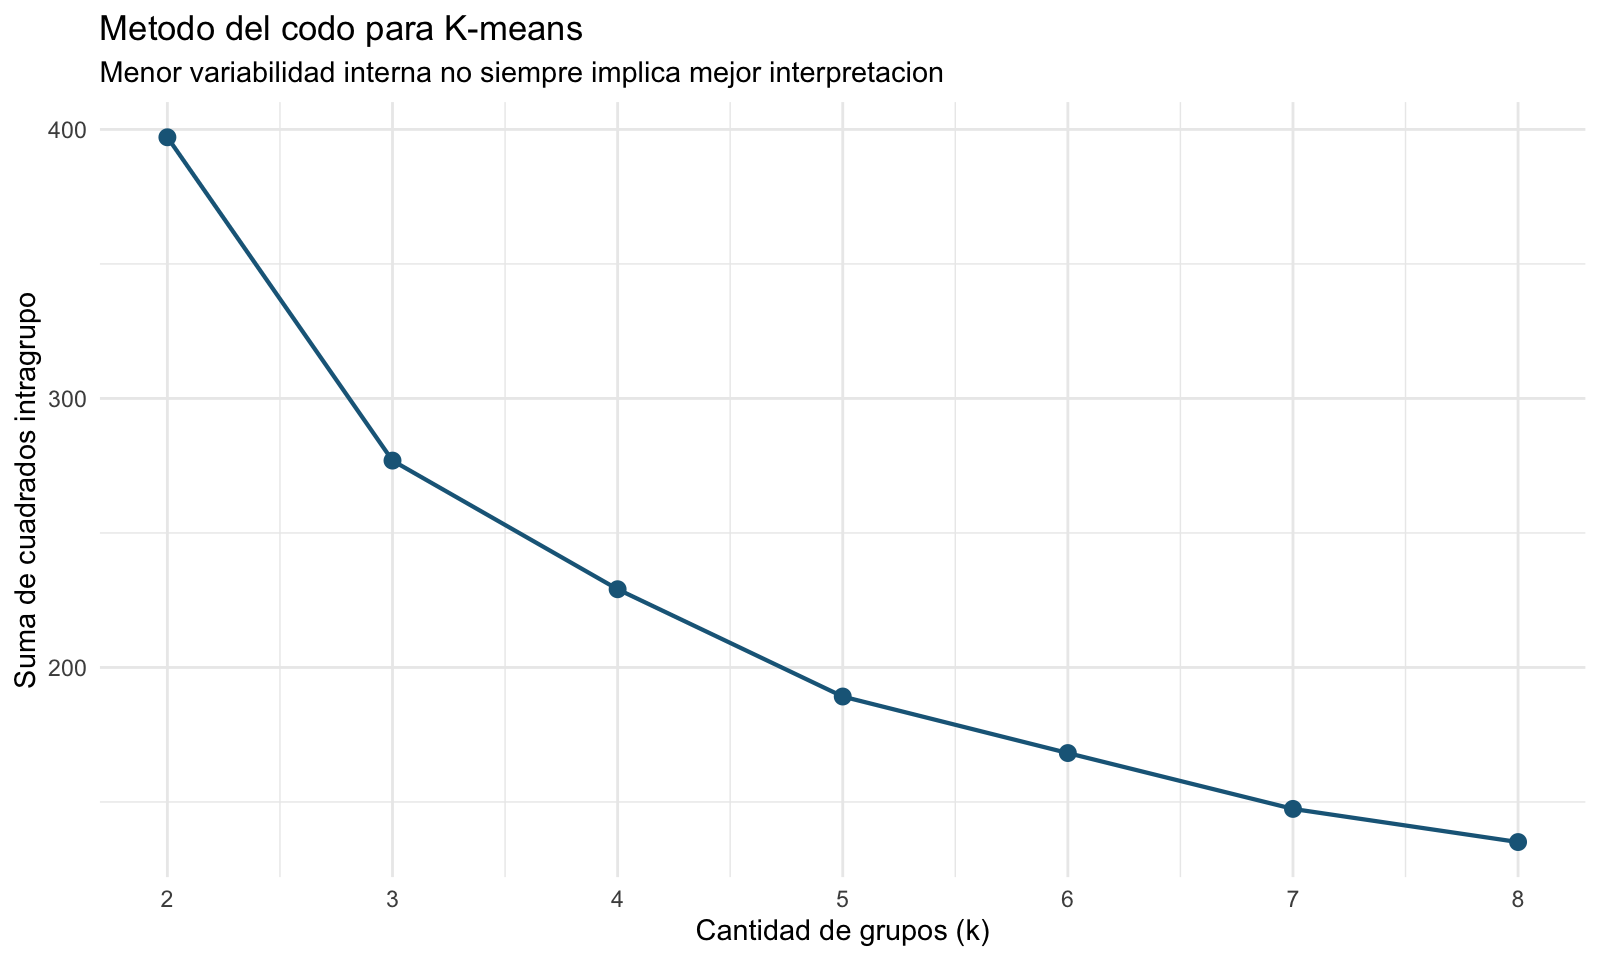 Metodo del codo para K-means
Menor variabilidad interna no siempre implica mejor interpretacion
Suma de cuadrados intragrupo
400
300
200
2 3 4 5 6 7 8
Cantidad de grupos (k)